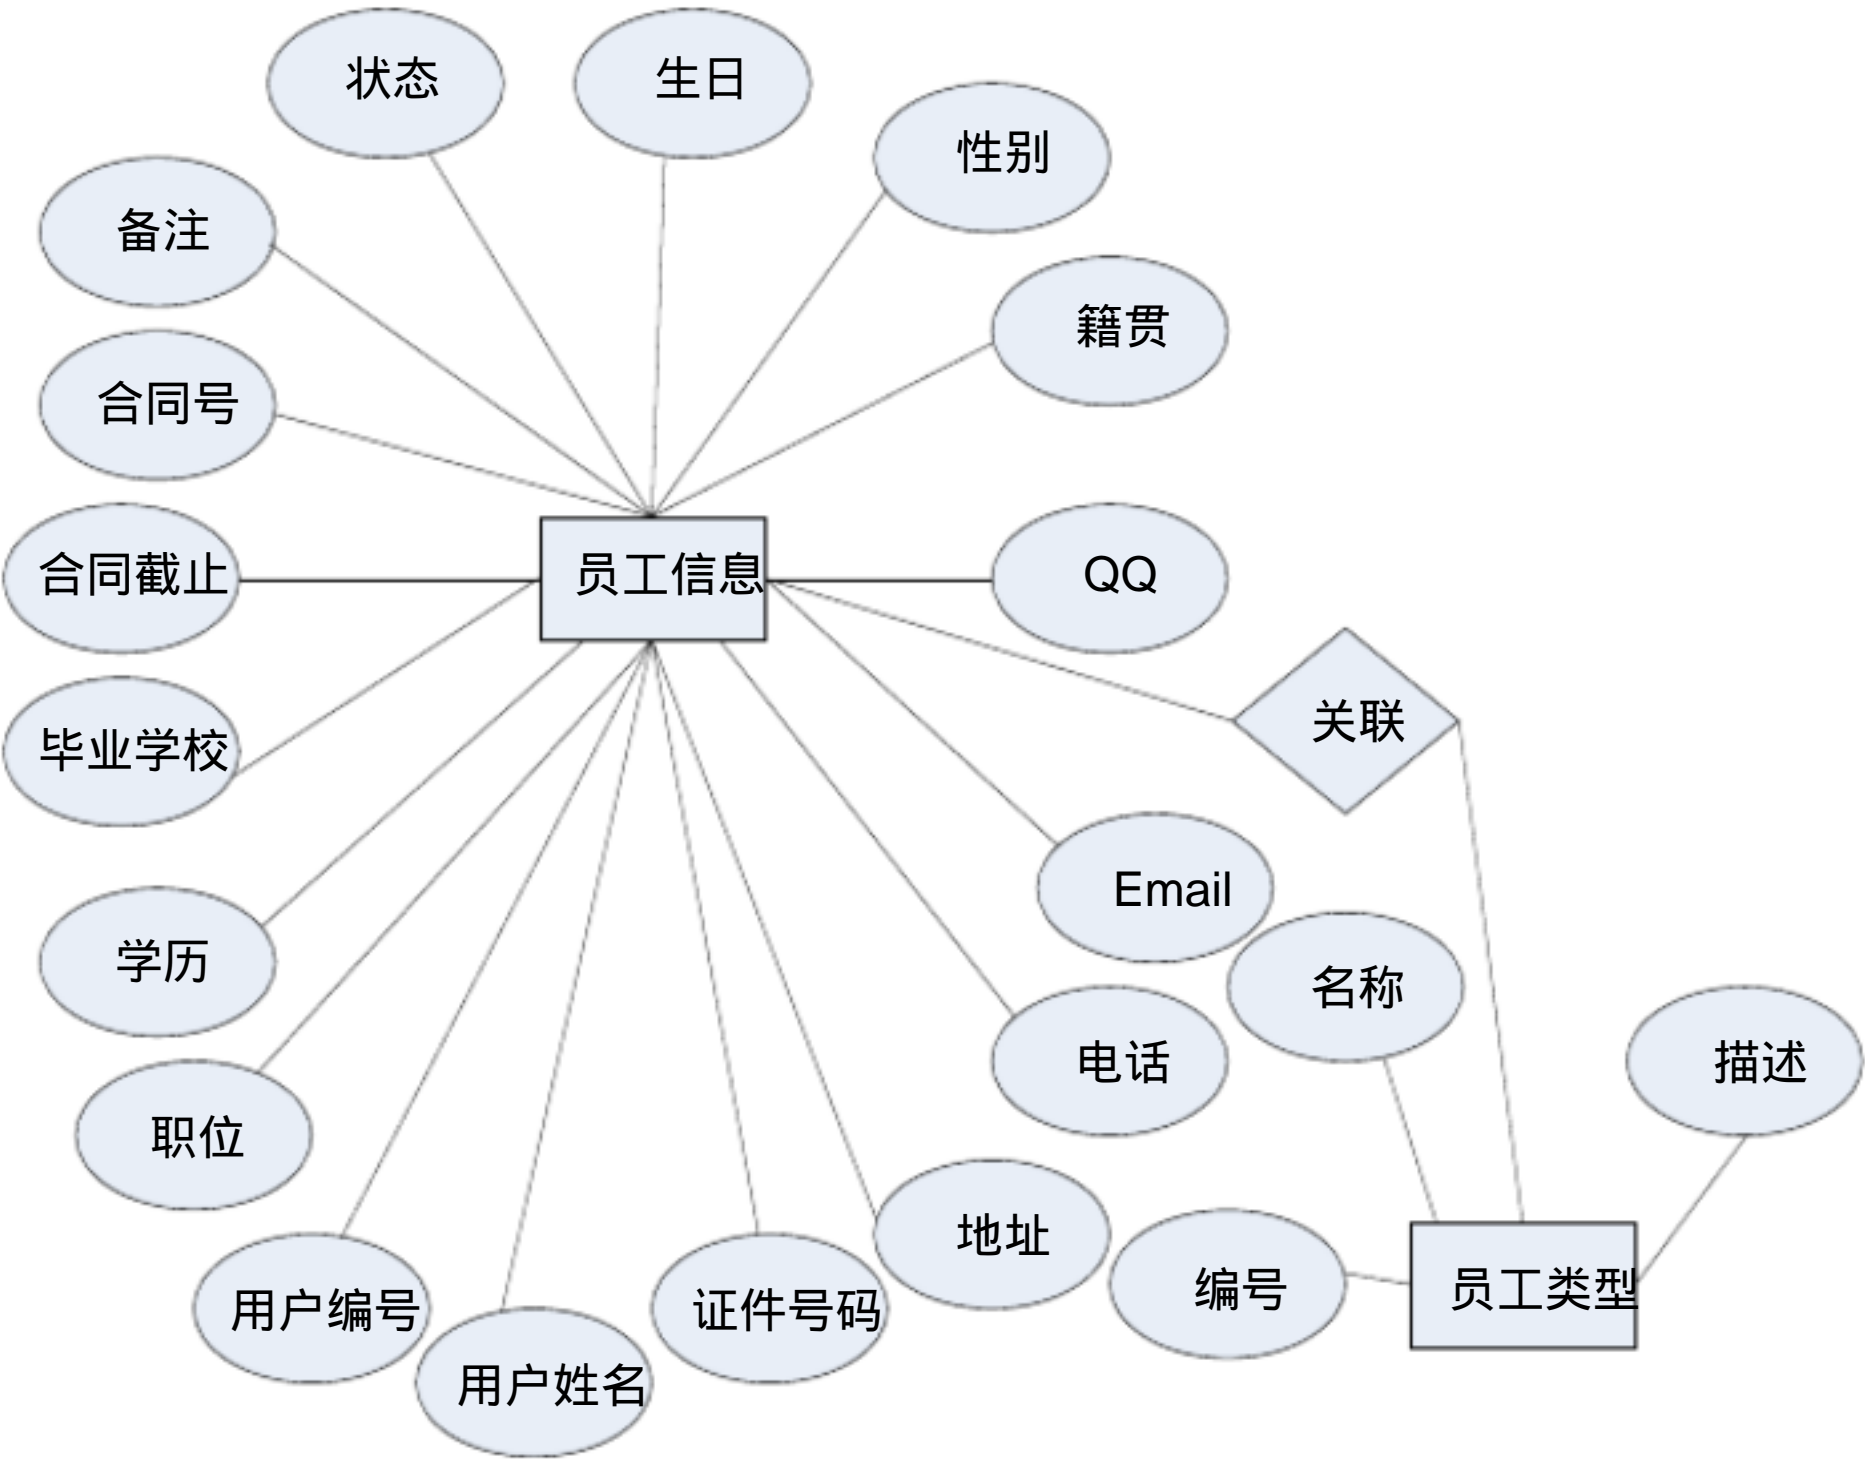 状态
生日
性别
备注
籍贯
合同号
合同截止
员工信息
QQ
关联
毕业学校
Email
学历
名称
电话
描述
职位
地址
编号
员工类型
用户编号
证件号码
用户姓名